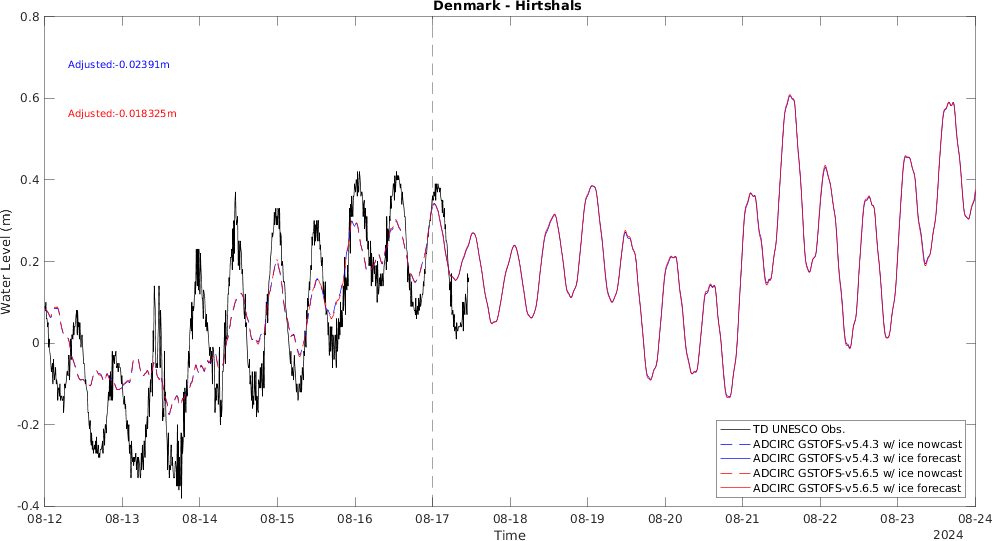 Denmark - Hirtshals
Adjusted:-0.02391m
Adjusted:-0.018325m
Water Level (m)
0.8
0.6
0.4
0.2
0
-0.2
-0.4
08-12 08-13 08-14 08-15 08-16 08-17 08-18 08-19 08-20 08-21 08-22 08-23 08-24
Time
2024
TD UNESCO Obs.
ADCIRC GSTOFS-v5.4.3 w/ ice nowcast
ADCIRC GSTOFS-v5.4.3 w/ ice forecast
ADCIRC GSTOFS-v5.6.5 w/ ice nowcast
ADCIRC GSTOFS-v5.6.5 w/ ice forecast